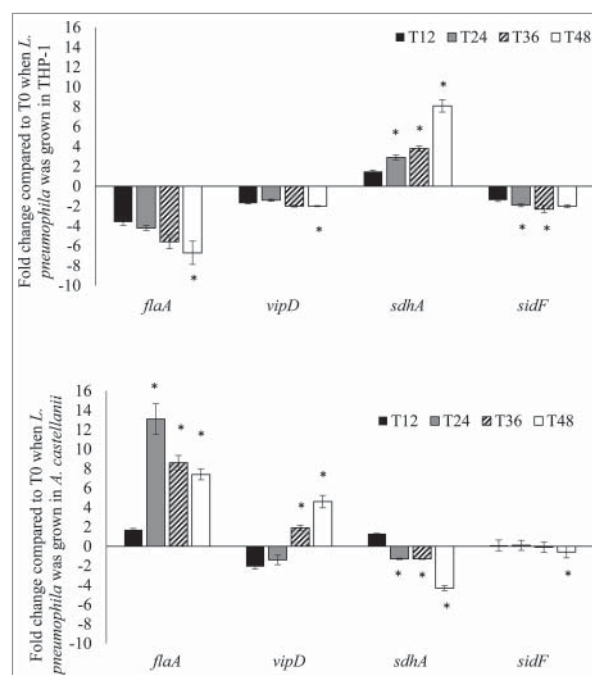 Fold change compared to T0 when L.
pneumophila was grown in THP-1
16
14
12
10
8
6
4
2
0
-2
-4
-6
-8
-10
T12 T24 T36 T48
* * * * * * *
flaA vipD sdhA sidF
Fold change compared to T0 when L.
pneumophila was grown in A. castellanii
16
14
12
10
8
6
4
2
0
-2
-4
-6
-8
-10
T12 T24 T36 T48
* * * * * * * * *
flaA vipD sdhA sidF